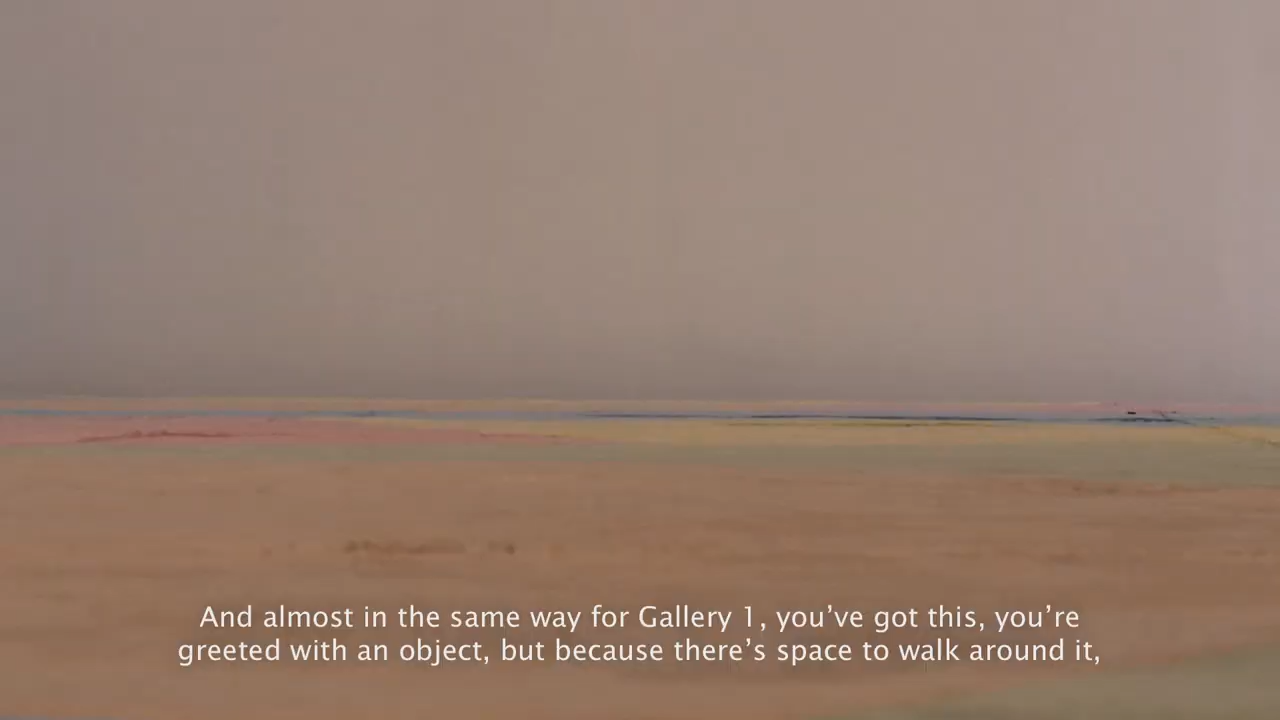 And almost in the same way for Gallery 1, you’ve got this, you’re
greeted with an object, but because there’s space to walk around it,